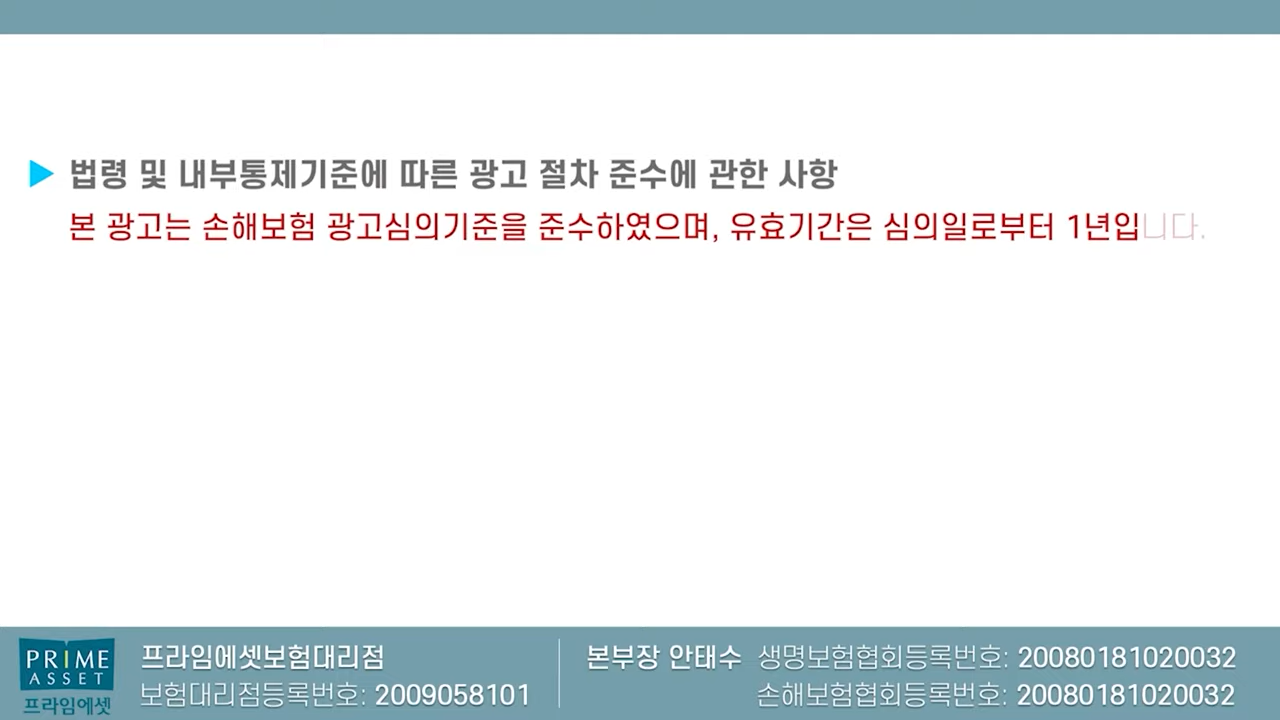 ▶ 법령 및 내부통제기준에 따른 광고 절차 준수에 관한 사항
본 광고는 손해보험 광고심의기준을 준수하였으며, 유효기간은 심의일로부터 1년입니다.
PRIME
ASSET
프라임에셋
프라임에셋보험대리점
보험대리점등록번호: 2009058101
본부장 안태수 생명보험협회등록번호: 20080181020032
손해보험협회등록번호: 20080181020032